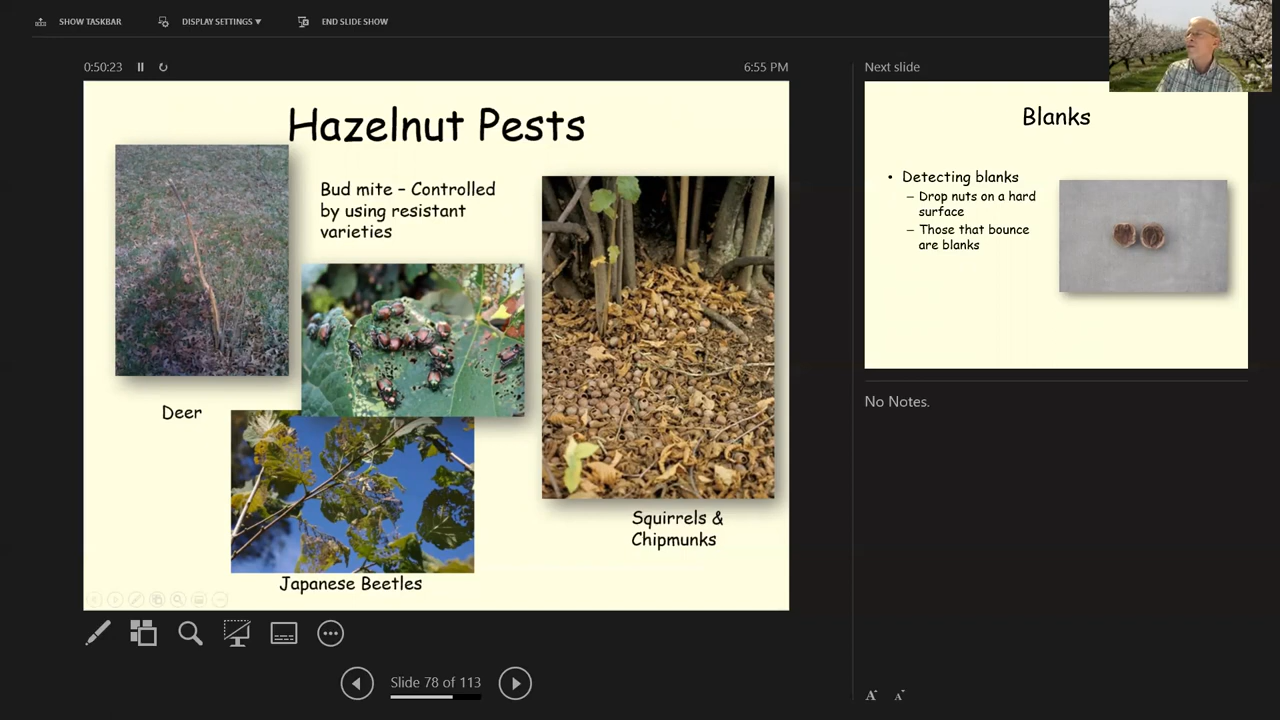 SHOW TASKBAR
DISPLAY SETTINGS ▼
END SLIDE SHOW
0:50:23
6:55 PM
Hazelnut Pests
Bud mite – Controlled
by using resistant
varieties
Deer
Japanese Beetles
Squirrels &
Chipmunks
Slide 78 of 113
Next slide
Blanks
• Detecting blanks
– Drop nuts on a hard
surface
– Those that bounce
are blanks
No Notes.
A A